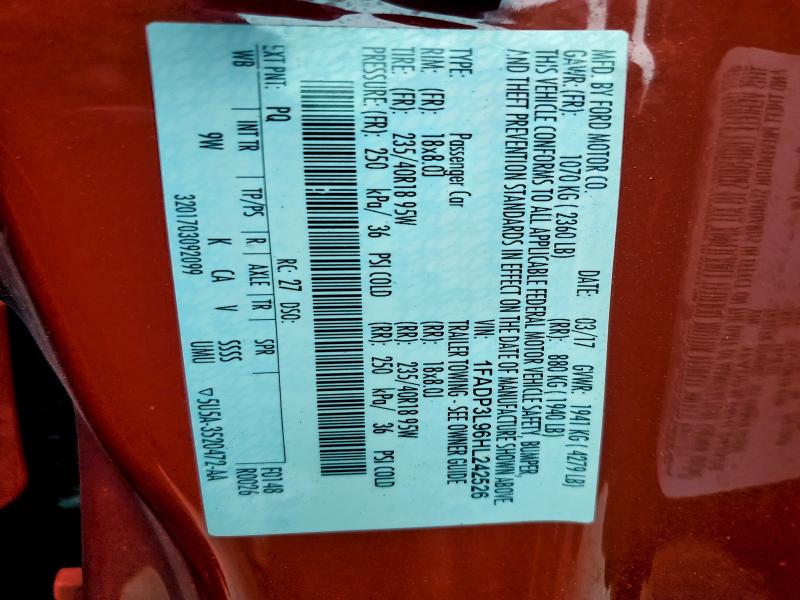 MFD. BY FORD MOTOR CO.
DATE: 03/17 GVWR: 1941 KG ( 4279 LB)
GAWR: (FR): 1070 KG ( 2360 LB) (RR): 880 KG ( 1940 LB)
THIS VEHICLE CONFORMS TO ALL APPLICABLE FEDERAL MOTOR VEHICLE SAFETY, BUMPER,
AND THEFT PREVENTION STANDARDS IN EFFECT ON THE DATE OF MANUFACTURE SHOWN ABOVE
VIN: 1FADP3L96HL242526
TYPE: Passenger Car TRAILER TOWING - SEE OWNER GUIDE
RIM: (FR): 18x8.0J (RR): 18x8.0J
TIRE: (FR): 235/40R18 95W (RR): 235/40R18 95W
PRESSURE: (FR): 250 kPa/ 36 PSI COLD (RR): 250 kPa/ 36 PSI COLD
RC: 27 DSO:
EXT PNT: PQ F0148
WB | INT TR | TP/PS | R | AXLE | TR | SPR R0026
9W K CA V SSSS 5U5A-3520472-AA
3201703092099 UMU